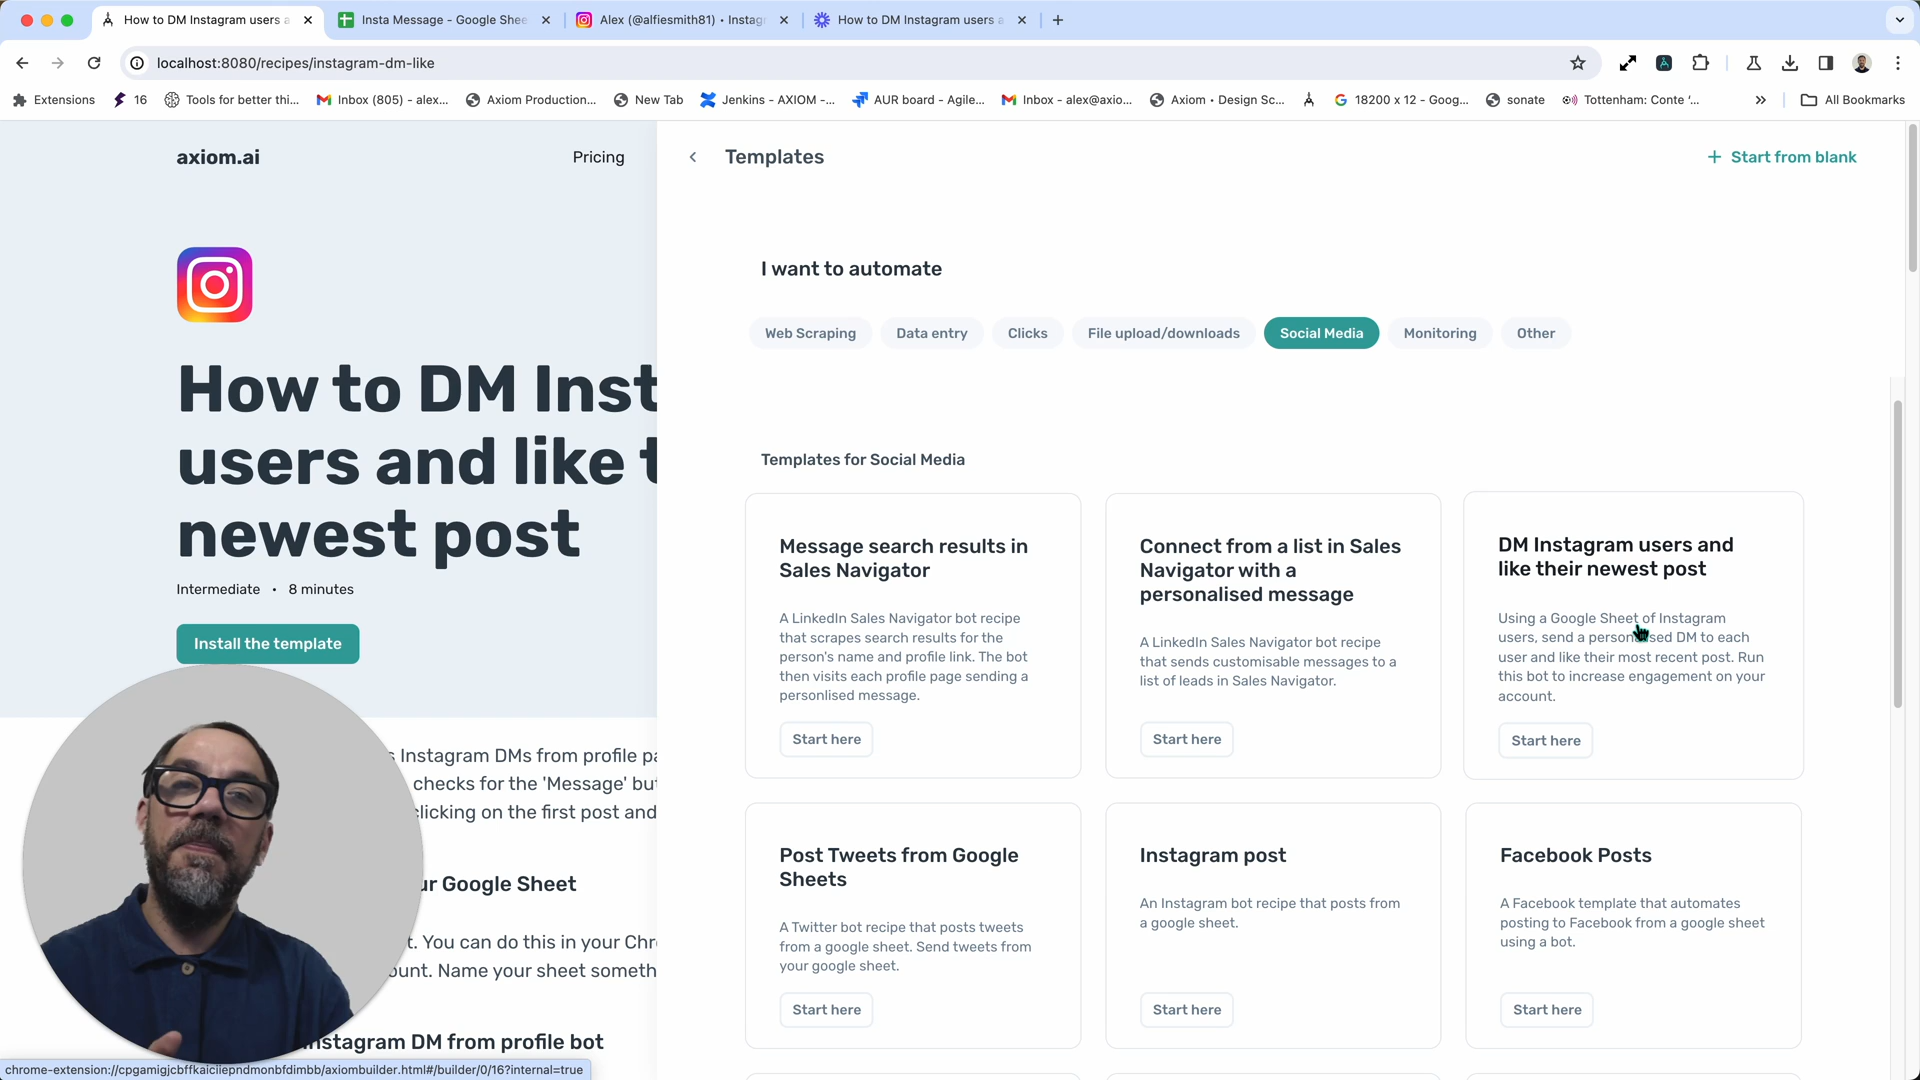 How to DM Instagram users a
Insta Message - Google Shee
Alex (@alfiesmith81) • Instag
How to DM Instagram users a
localhost:8080/recipes/instagram-dm-like
Extensions
16
Tools for better thi...
Inbox (805) - alex...
Axiom Production...
New Tab
Jenkins - AXIOM -...
AUR board - Agile...
Inbox - alex@axio...
Axiom • Design Sc...
18200 x 12 - Goog...
sonate
Tottenham: Conte '...
All Bookmarks
axiom.ai
Pricing
How to DM Inst
users and like t
newest post
Intermediate • 8 minutes
Install the template
Instagram DMs from profile pa
checks for the 'Message' but
clicking on the first post and
ur Google Sheet
t. You can do this in your Chro
ount. Name your sheet someth
nstagram DM from profile bot
Templates
Start from blank
I want to automate
Web Scraping
Data entry
Clicks
File upload/downloads
Social Media
Monitoring
Other
Templates for Social Media
Message search results in
Sales Navigator
A LinkedIn Sales Navigator bot recipe
that scrapes search results for the
person's name and profile link. The bot
then visits each profile page sending a
personlised message.
Start here
Connect from a list in Sales
Navigator with a
personalised message
A LinkedIn Sales Navigator bot recipe
that sends customisable messages to a
list of leads in Sales Navigator.
Start here
DM Instagram users and
like their newest post
Using a Google Sheet of Instagram
users, send a personalised DM to each
user and like their most recent post. Run
this bot to increase engagement on your
account.
Start here
Post Tweets from Google
Sheets
A Twitter bot recipe that posts tweets
from a google sheet. Send tweets from
your google sheet.
Start here
Instagram post
An Instagram bot recipe that posts from
a google sheet.
Start here
Facebook Posts
A Facebook template that automates
posting to Facebook from a google sheet
using a bot.
Start here
chrome-extension://cpgamigjcbffkaiciiepndmonbfdimbb/axiombuilder.html#/builder/0/16?internal=true